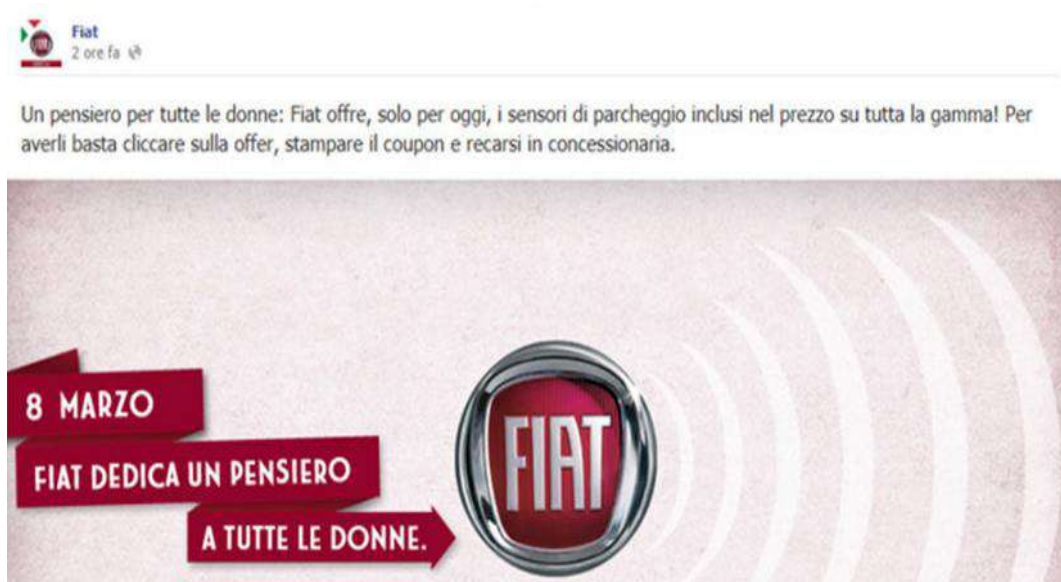 Fiat
2 ore fa
Un pensiero per tutte le donne: Fiat offre, solo per oggi, i sensori di parcheggio inclusi nel prezzo su tutta la gamma! Per
averli basta cliccare sulla offer, stampare il coupon e recarsi in concessionaria.
8 MARZO
FIAT DEDICA UN PENSIERO
A TUTTE LE DONNE.
FIAT